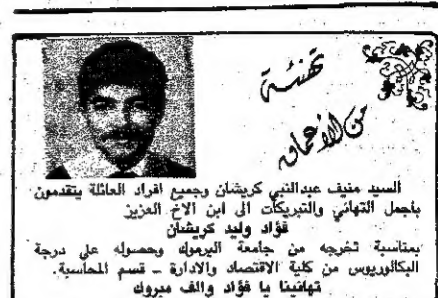 تهنئة
من الأعماق
السيد منيف عبدالنبي كريشان وجميع افراد العائلة يتقدمون
بأجمل التهاني والتبريكات الى ابن الاخ العزيز
فؤاد وليد كريشان
بمناسبة تخرجه من جامعة اليرموك وحصوله على درجة
البكالوريوس من كلية الاقتصاد والادارة - قسم المحاسبة.
تهانينا يا فؤاد والف مبروك